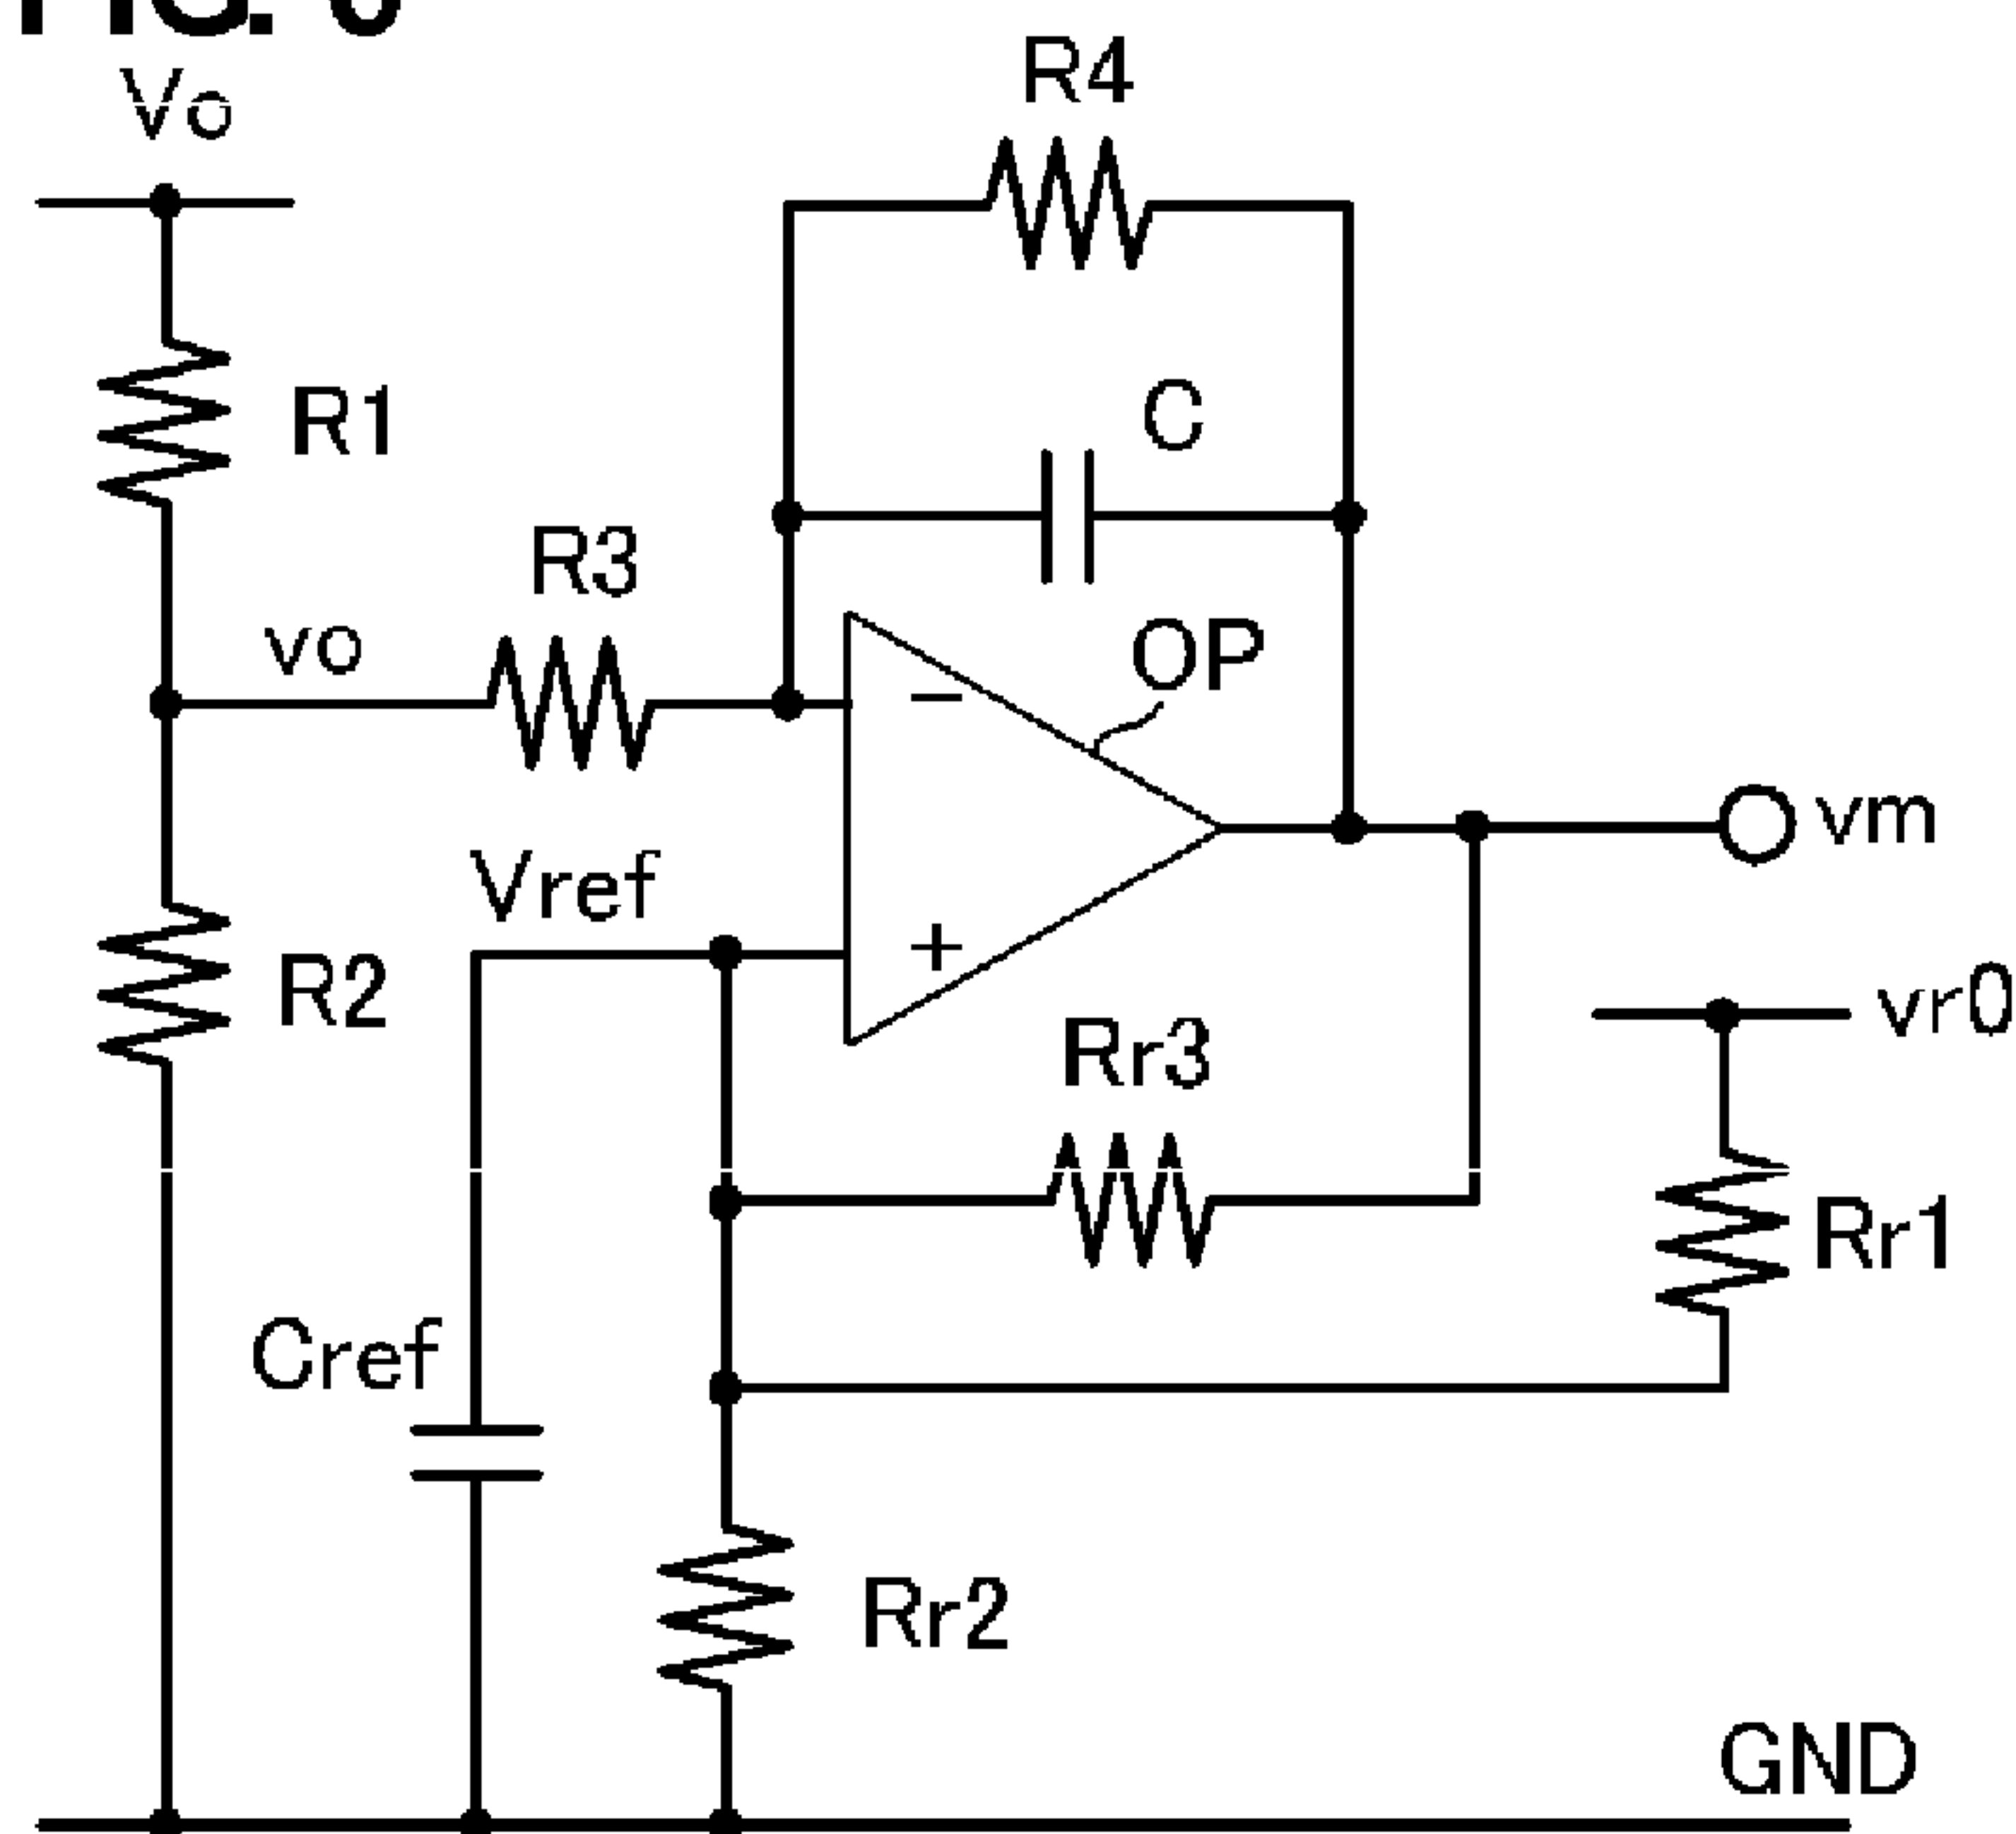 Vo
R4
R1
C
R3
vo
OP
vm
Vref
−
+
R2
vr0
Rr3
Rr1
Cref
Rr2
GND